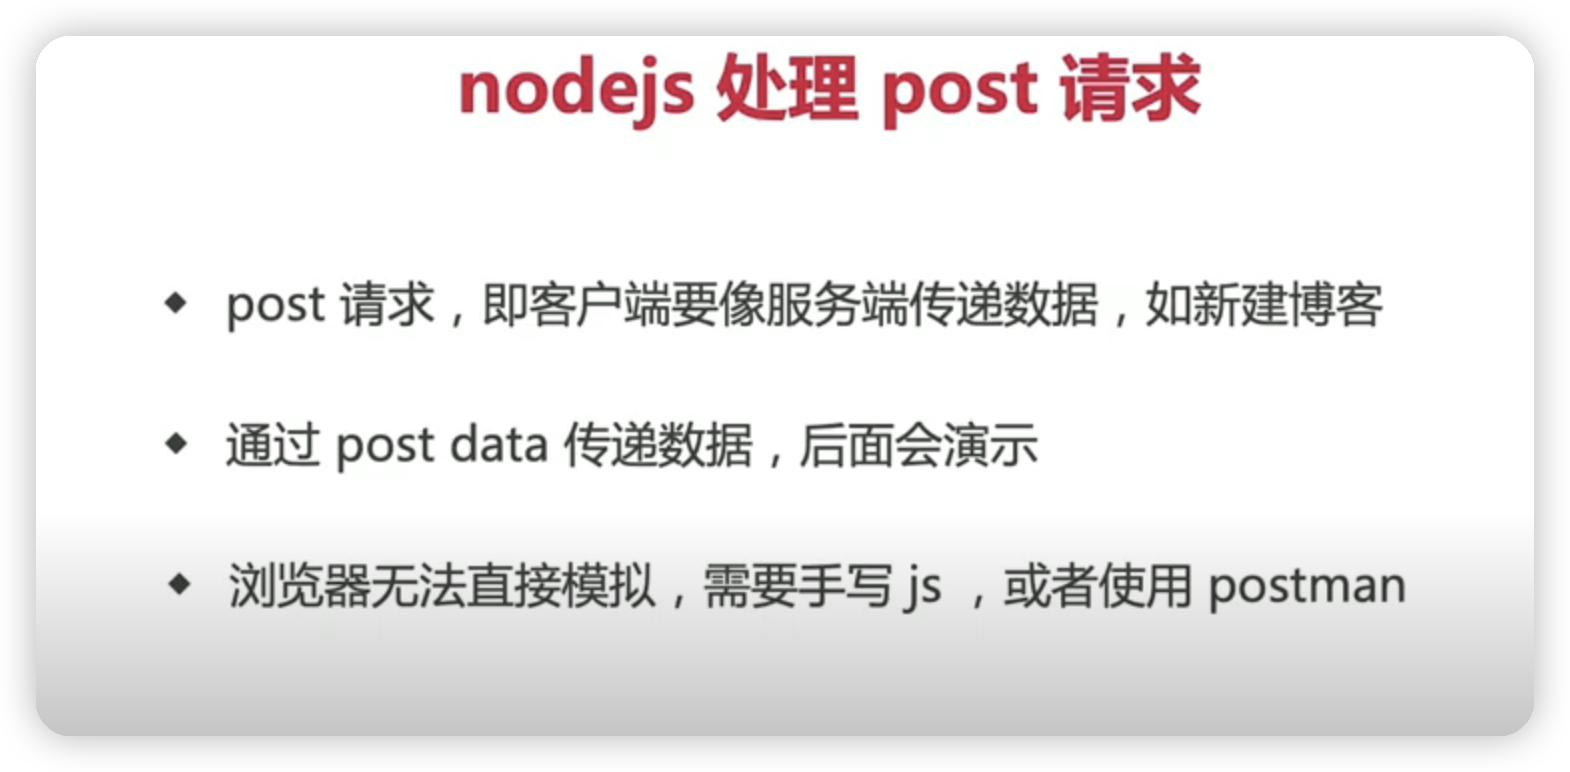 nodejs 处理 post 请求
◆ post 请求，即客户端要像服务端传递数据，如新建博客
◆ 通过 post data 传递数据，后面会演示
◆ 浏览器无法直接模拟，需要手写 js ，或者使用 postman